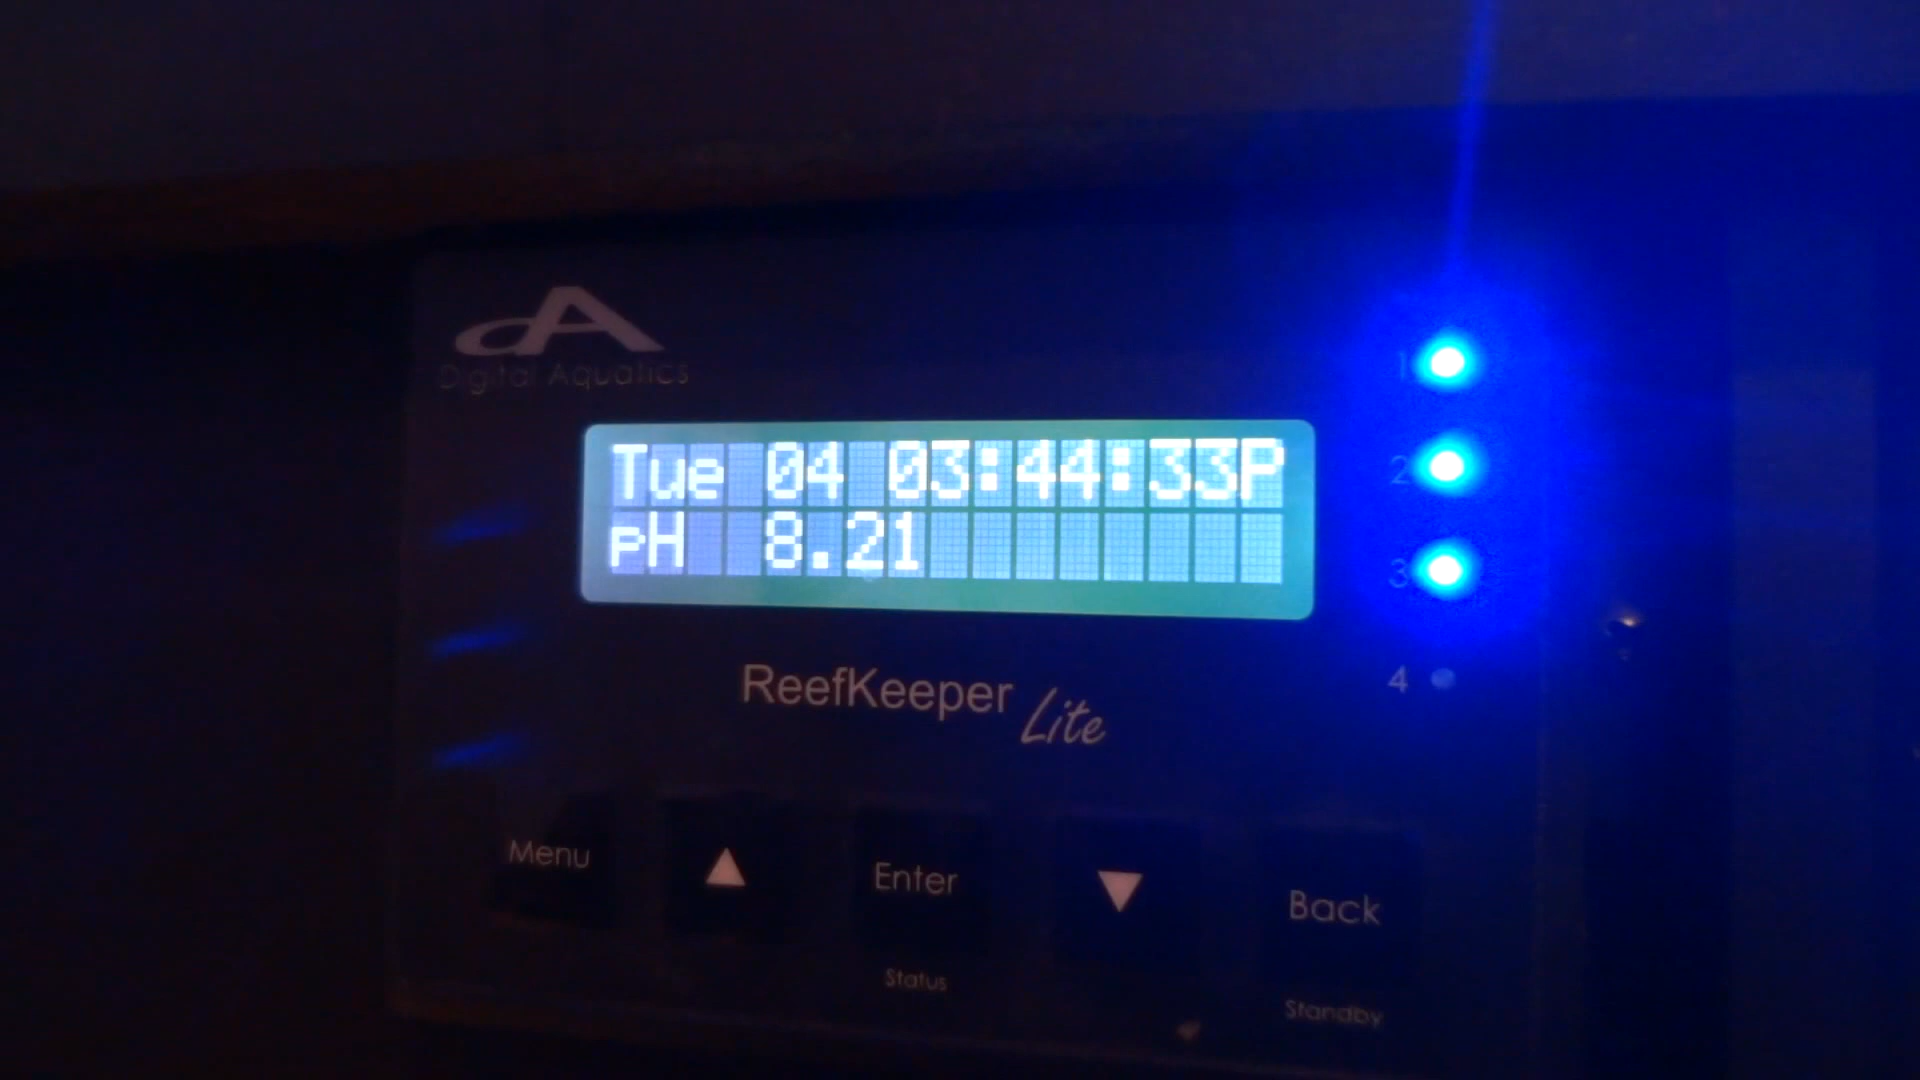 dA
Digital Aquatics
Tue 04 03:44:33P
pH 8.21
1
2
3
4
ReefKeeper Lite
Menu ▲ Enter ▼ Back
Status Standby